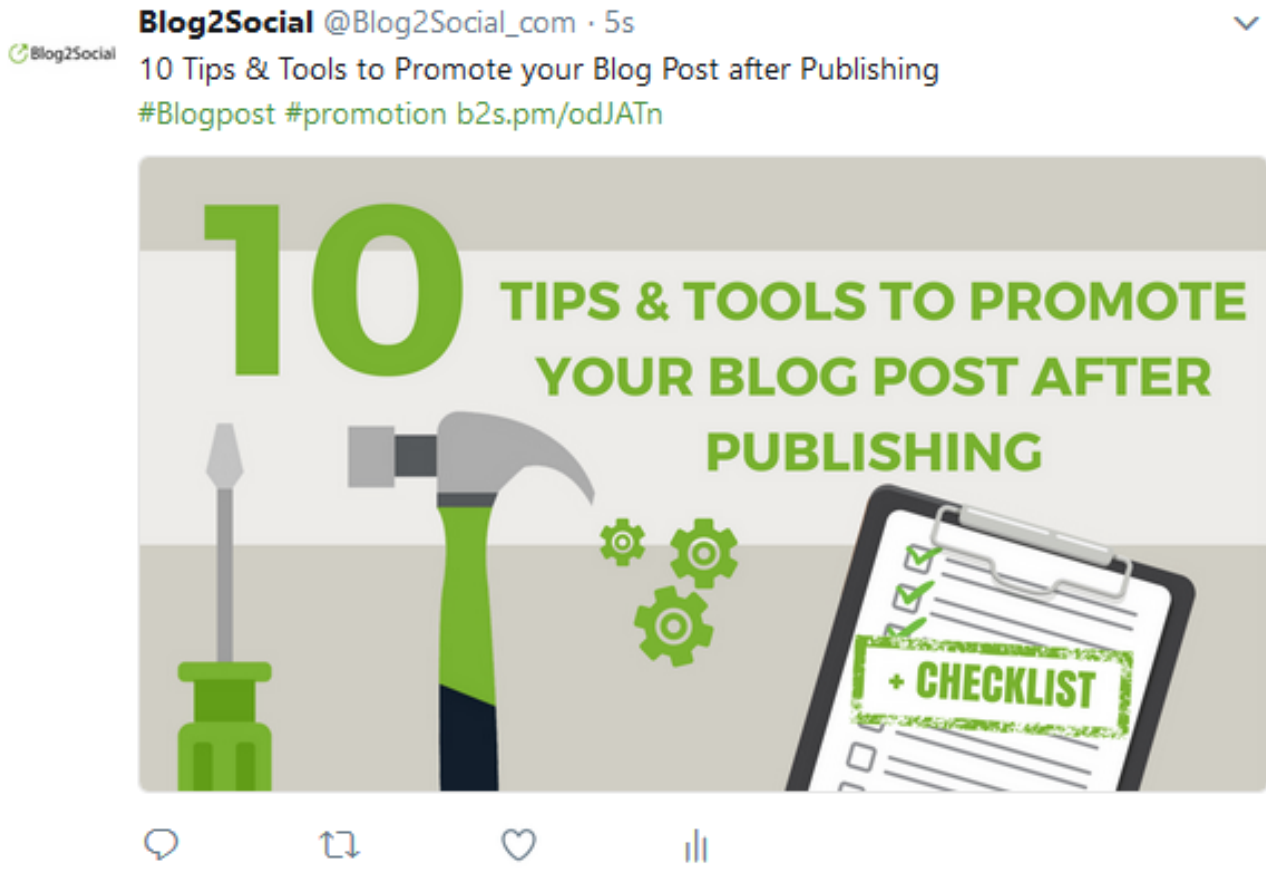 Blog2Social @Blog2Social_com · 5s
Blog2Social
10 Tips & Tools to Promote your Blog Post after Publishing
#Blogpost #promotion b2s.pm/odJATn
10
TIPS & TOOLS TO PROMOTE
YOUR BLOG POST AFTER
PUBLISHING
+ CHECKLIST